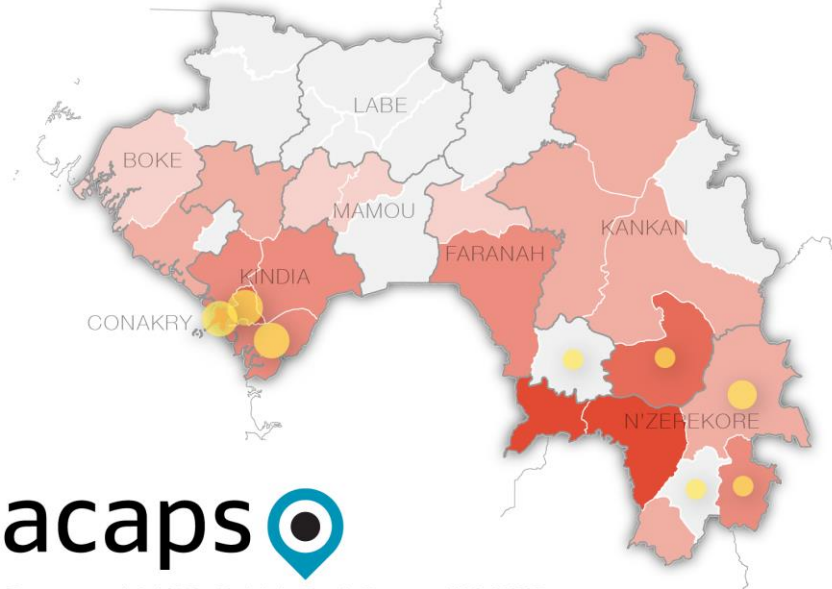 LABE
BOKE
MAMOU
KANKAN
FARANAH
KINDIA
CONAKRY
N'ZEREKORE
acaps